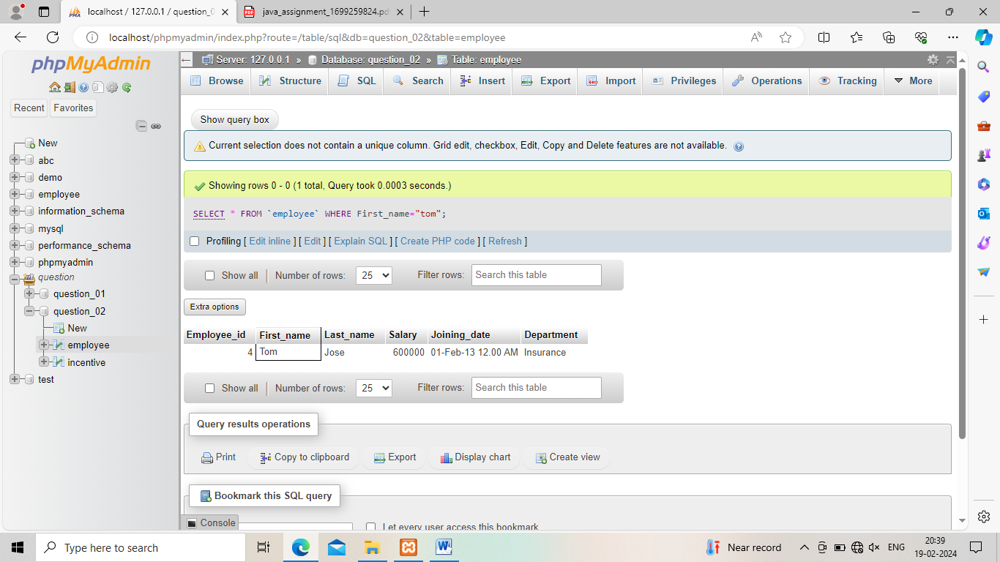 localhost / 127.0.0.1 / question_0
java_assignment_1699259824.pd
localhost/phpmyadmin/index.php?route=/table/sql&db=question_02&table=employee
phpMyAdmin
Recent Favorites
New
abc
demo
employee
information_schema
mysql
performance_schema
phpmyadmin
question
question_01
question_02
New
employee
incentive
test
Server: 127.0.0.1 » Database: question_02 » Table: employee
Browse Structure SQL Search Insert Export Import Privileges Operations Tracking More
Show query box
Current selection does not contain a unique column. Grid edit, checkbox, Edit, Copy and Delete features are not available.
Showing rows 0 - 0 (1 total, Query took 0.0003 seconds.)
SELECT * FROM `employee` WHERE First_name="tom";
Profiling [ Edit inline ] [ Edit ] [ Explain SQL ] [ Create PHP code ] [ Refresh ]
Show all Number of rows: 25 Filter rows: Search this table
Extra options
Employee_id First_name Last_name Salary Joining_date Department
4 Tom Jose 600000 01-Feb-13 12.00 AM Insurance
Show all Number of rows: 25 Filter rows: Search this table
Query results operations
Print Copy to clipboard Export Display chart Create view
Bookmark this SQL query
Console
Let every user access this bookmark
Type here to search
Near record
ENG
20:39
19-02-2024